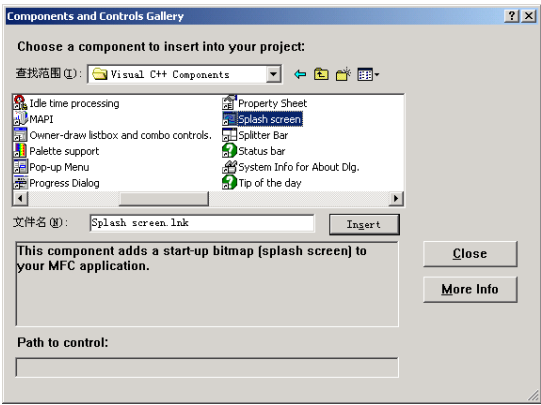 Components and Controls Gallery
Choose a component to insert into your project:
查找范围(I): Visual C++ Components
Idle time processing
MAPI
Owner-draw listbox and combo controls.
Palette support
Pop-up Menu
Progress Dialog
Property Sheet
Splash screen
Splitter Bar
Status bar
System Info for About Dlg.
Tip of the day
文件名(N): Splash screen.lnk Insert
This component adds a start-up bitmap (splash screen) to
your MFC application.
Close
More Info
Path to control: